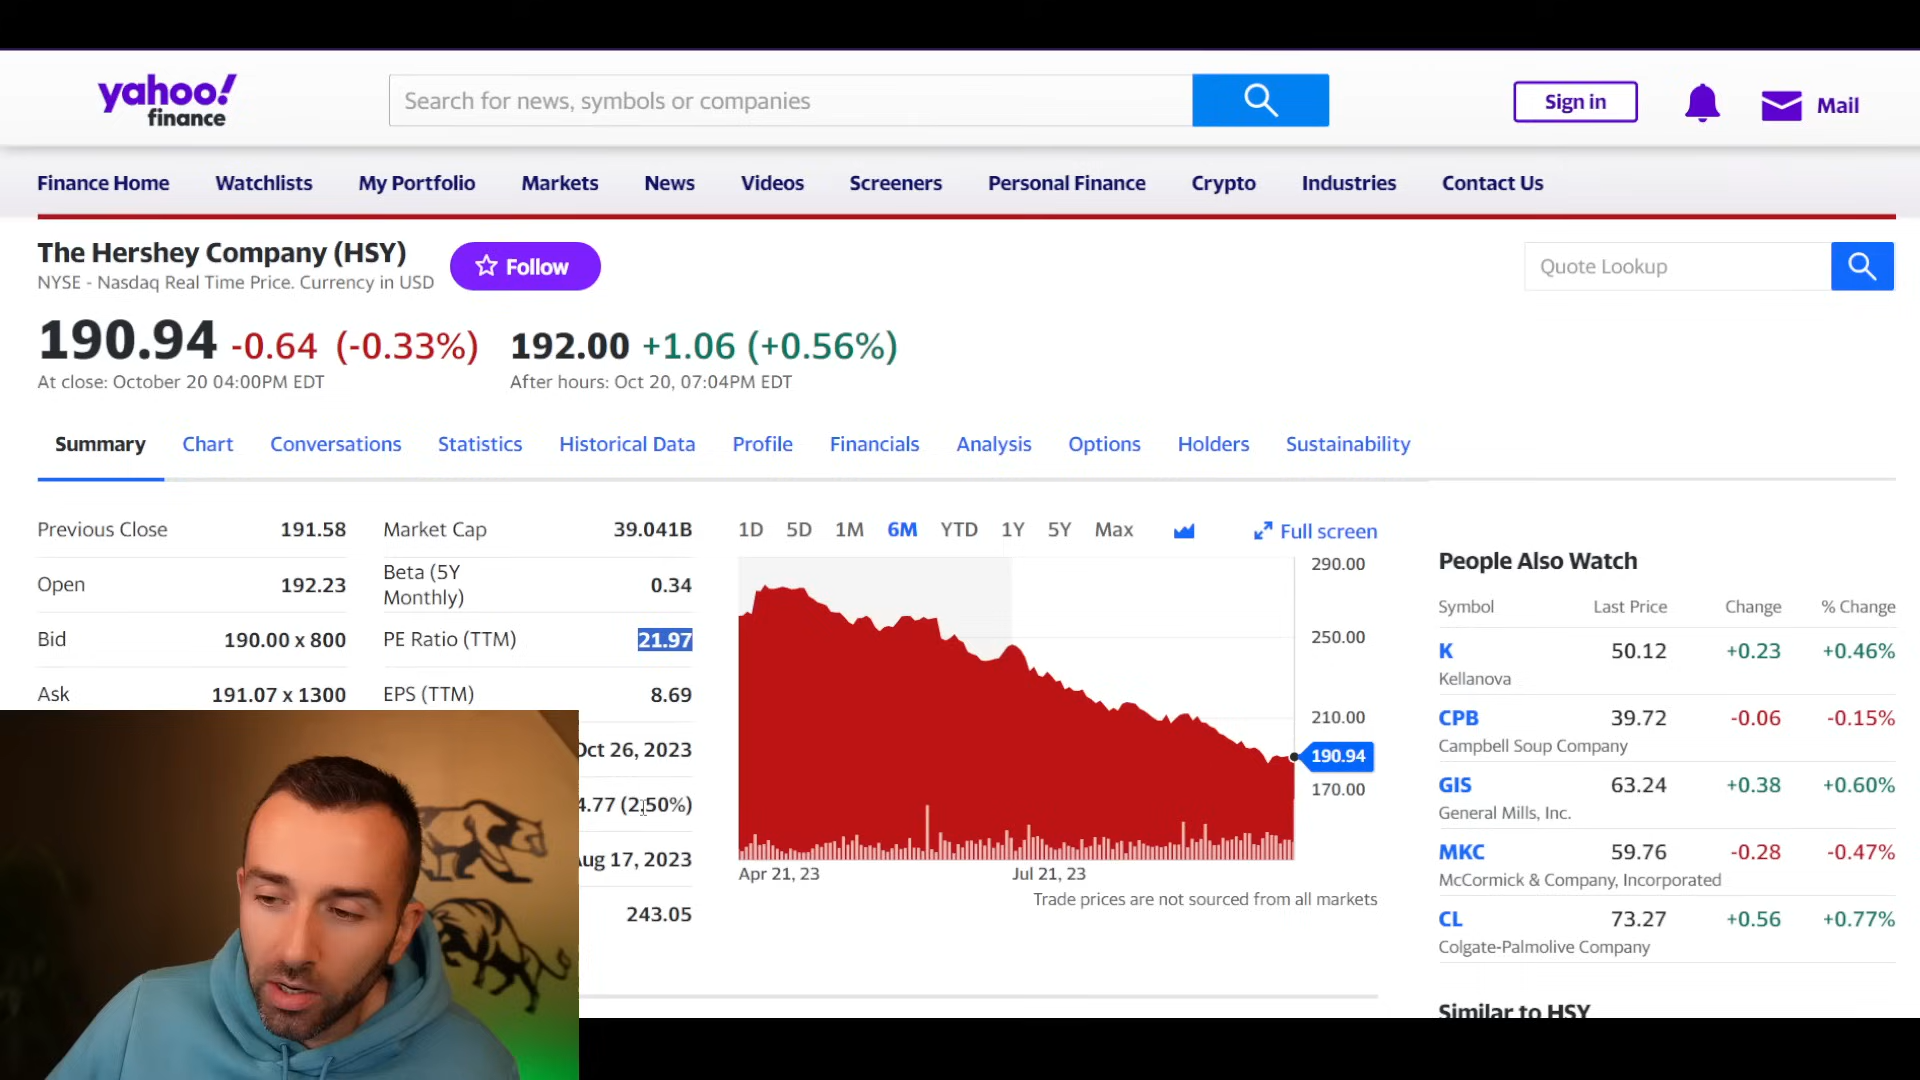 yahoo!
finance
Search for news, symbols or companies
Sign in
Mail
Finance Home Watchlists My Portfolio Markets News Videos Screeners Personal Finance Crypto Industries Contact Us
The Hershey Company (HSY)
Follow
NYSE - Nasdaq Real Time Price. Currency in USD
Quote Lookup
190.94 -0.64 (-0.33%) 192.00 +1.06 (+0.56%)
At close: October 20 04:00PM EDT After hours: Oct 20, 07:04PM EDT
Summary Chart Conversations Statistics Historical Data Profile Financials Analysis Options Holders Sustainability
Previous Close 191.58
Open 192.23
Bid 190.00 x 800
Ask 191.07 x 1300
Market Cap 39.041B
Beta (5Y
Monthly) 0.34
PE Ratio (TTM) 21.97
EPS (TTM) 8.69
Oct 26, 2023
4.77 (2.50%)
Aug 17, 2023
243.05
1D 5D 1M 6M YTD 1Y 5Y Max Full screen
290.00
250.00
210.00
190.94
170.00
Apr 21, 23 Jul 21, 23
Trade prices are not sourced from all markets
People Also Watch
Symbol Last Price Change % Change
K 50.12 +0.23 +0.46%
Kellanova
CPB 39.72 -0.06 -0.15%
Campbell Soup Company
GIS 63.24 +0.38 +0.60%
General Mills, Inc.
MKC 59.76 -0.28 -0.47%
McCormick & Company, Incorporated
CL 73.27 +0.56 +0.77%
Colgate-Palmolive Company
Similar to HSY